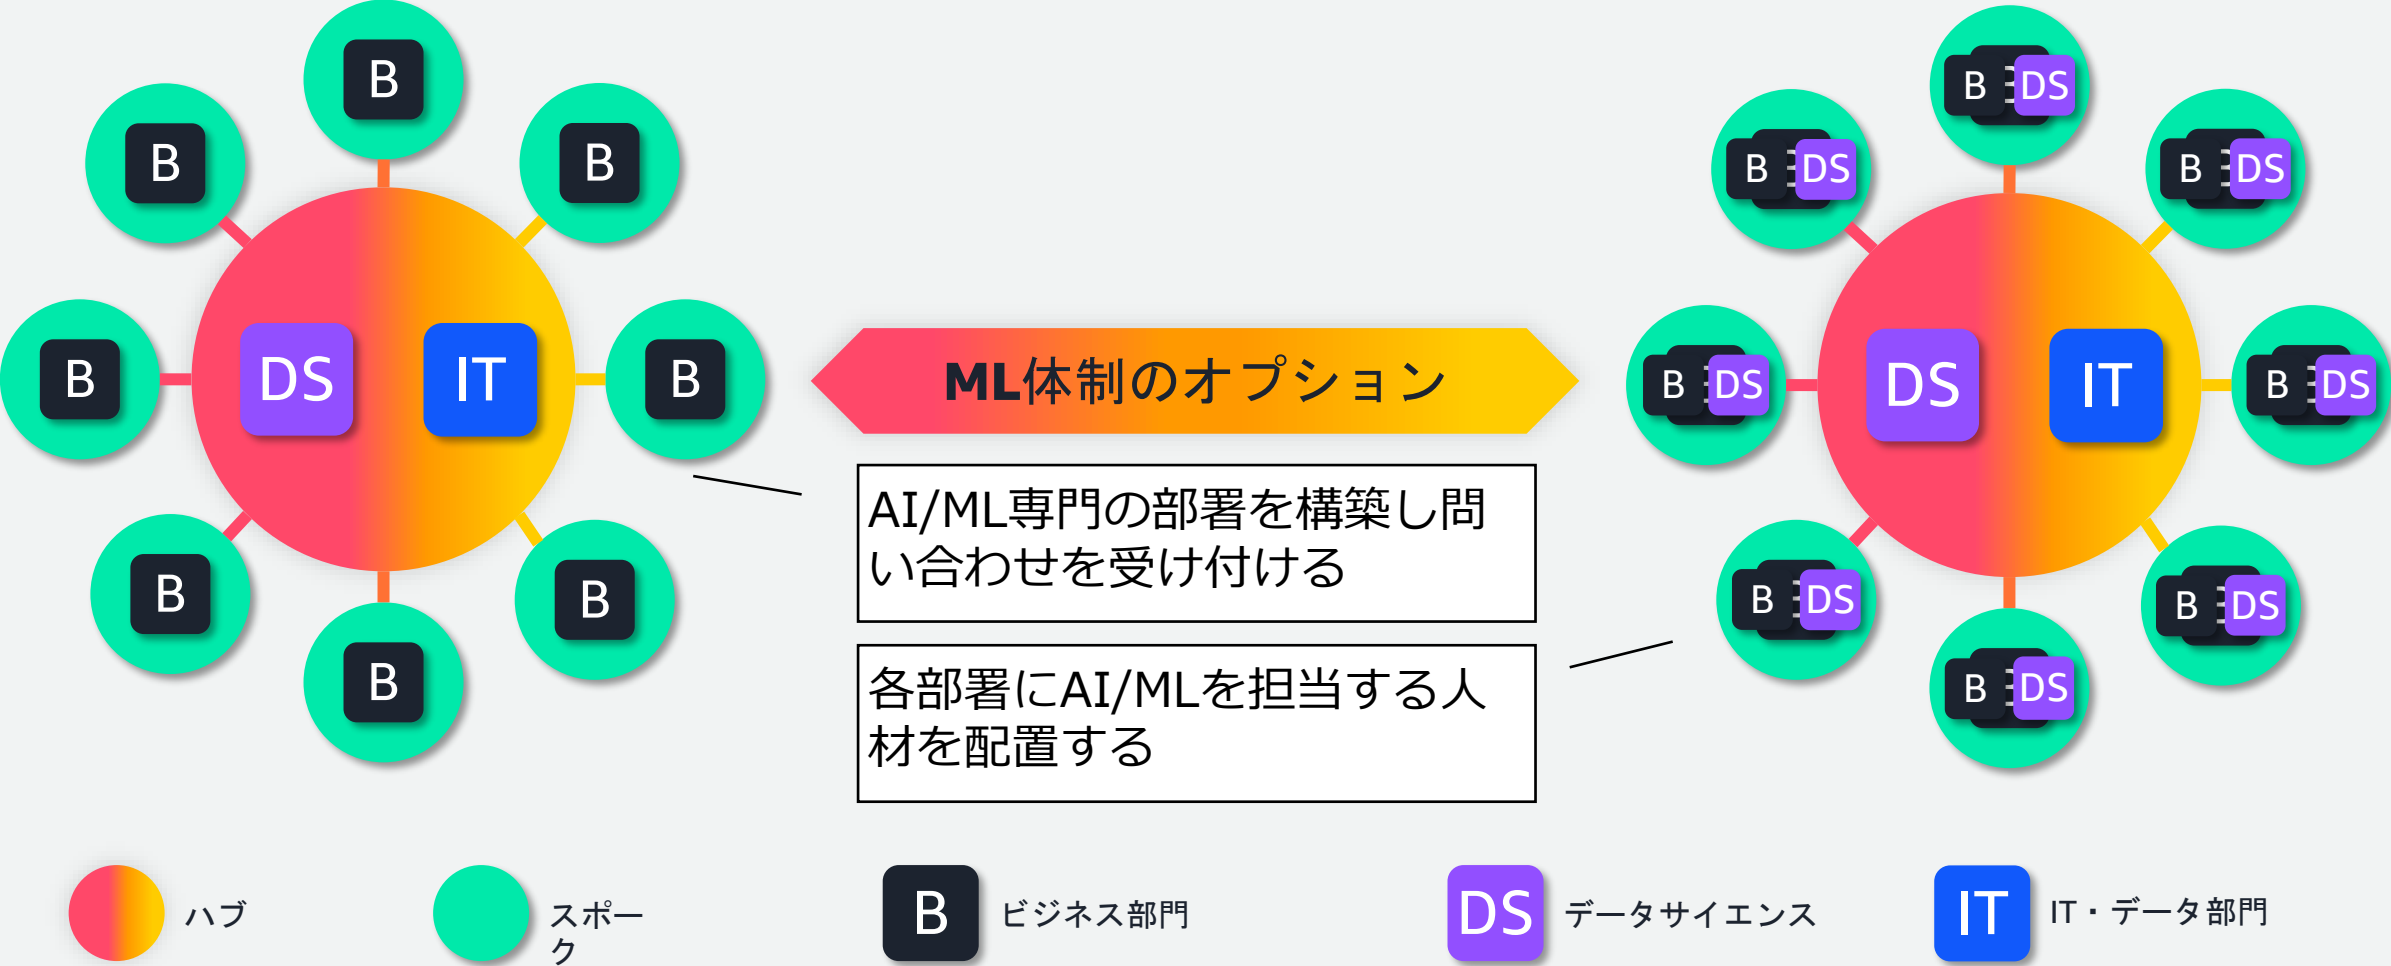 B
B
B
B
DS
IT
B
B
B
B
ML体制のオプション
AI/ML専門の部署を構築し問
い合わせを受け付ける
各部署にAI/MLを担当する人
材を配置する
B DS
B DS
B DS
B DS
DS
IT
B DS
B DS
B DS
B DS
ハブ
スポー
ク
B
ビジネス部門
DS
データサイエンス
IT
IT・データ部門